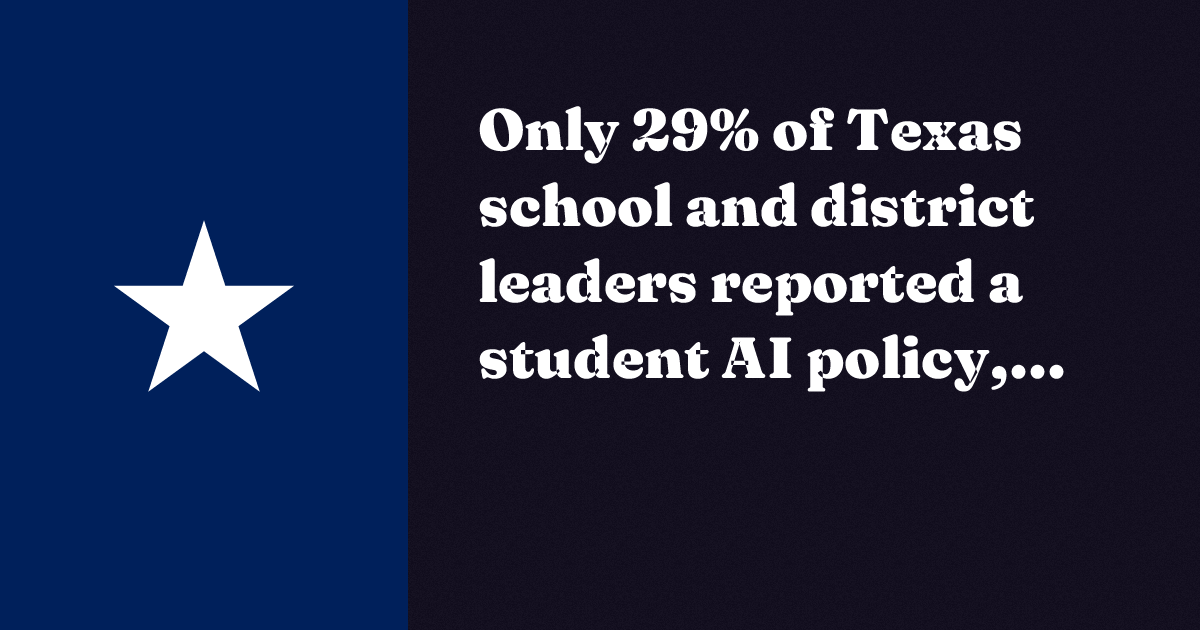 Only 29% of Texas
school and district
leaders reported a
student AI policy,...